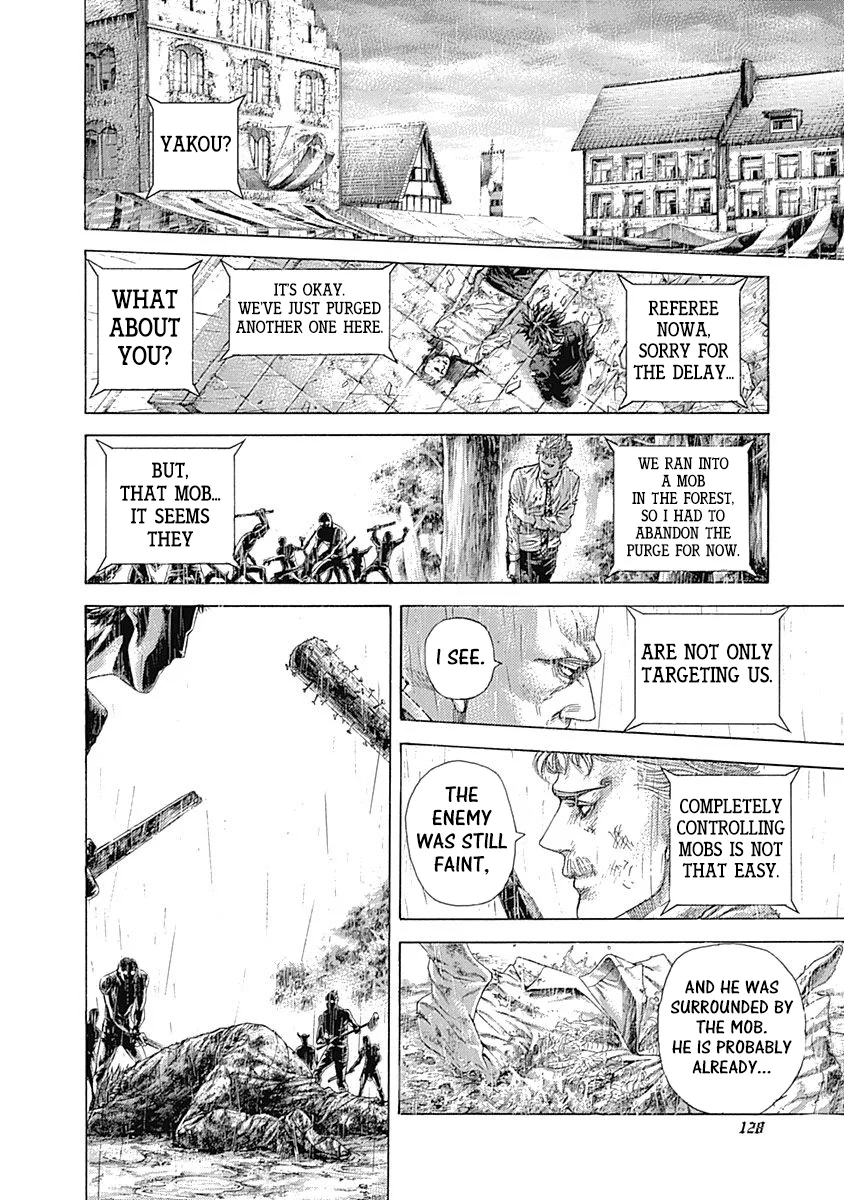 YAKOU?
REFEREE
NOWA,
SORRY FOR
THE DELAY...
IT'S OKAY.
WE'VE JUST PURGED
ANOTHER ONE HERE.
WHAT
ABOUT
YOU?
WE RAN INTO
A MOB
IN THE FOREST,
SO I HAD TO
ABANDON THE
PURGE FOR NOW.
BUT,
THAT MOB...
IT SEEMS
THEY
ARE NOT ONLY
TARGETING US.
I SEE.
COMPLETELY
CONTROLLING
MOBS IS NOT
THAT EASY.
THE
ENEMY
WAS STILL
FAINT,
AND HE WAS
SURROUNDED BY
THE MOB.
HE IS PROBABLY
ALREADY...
128